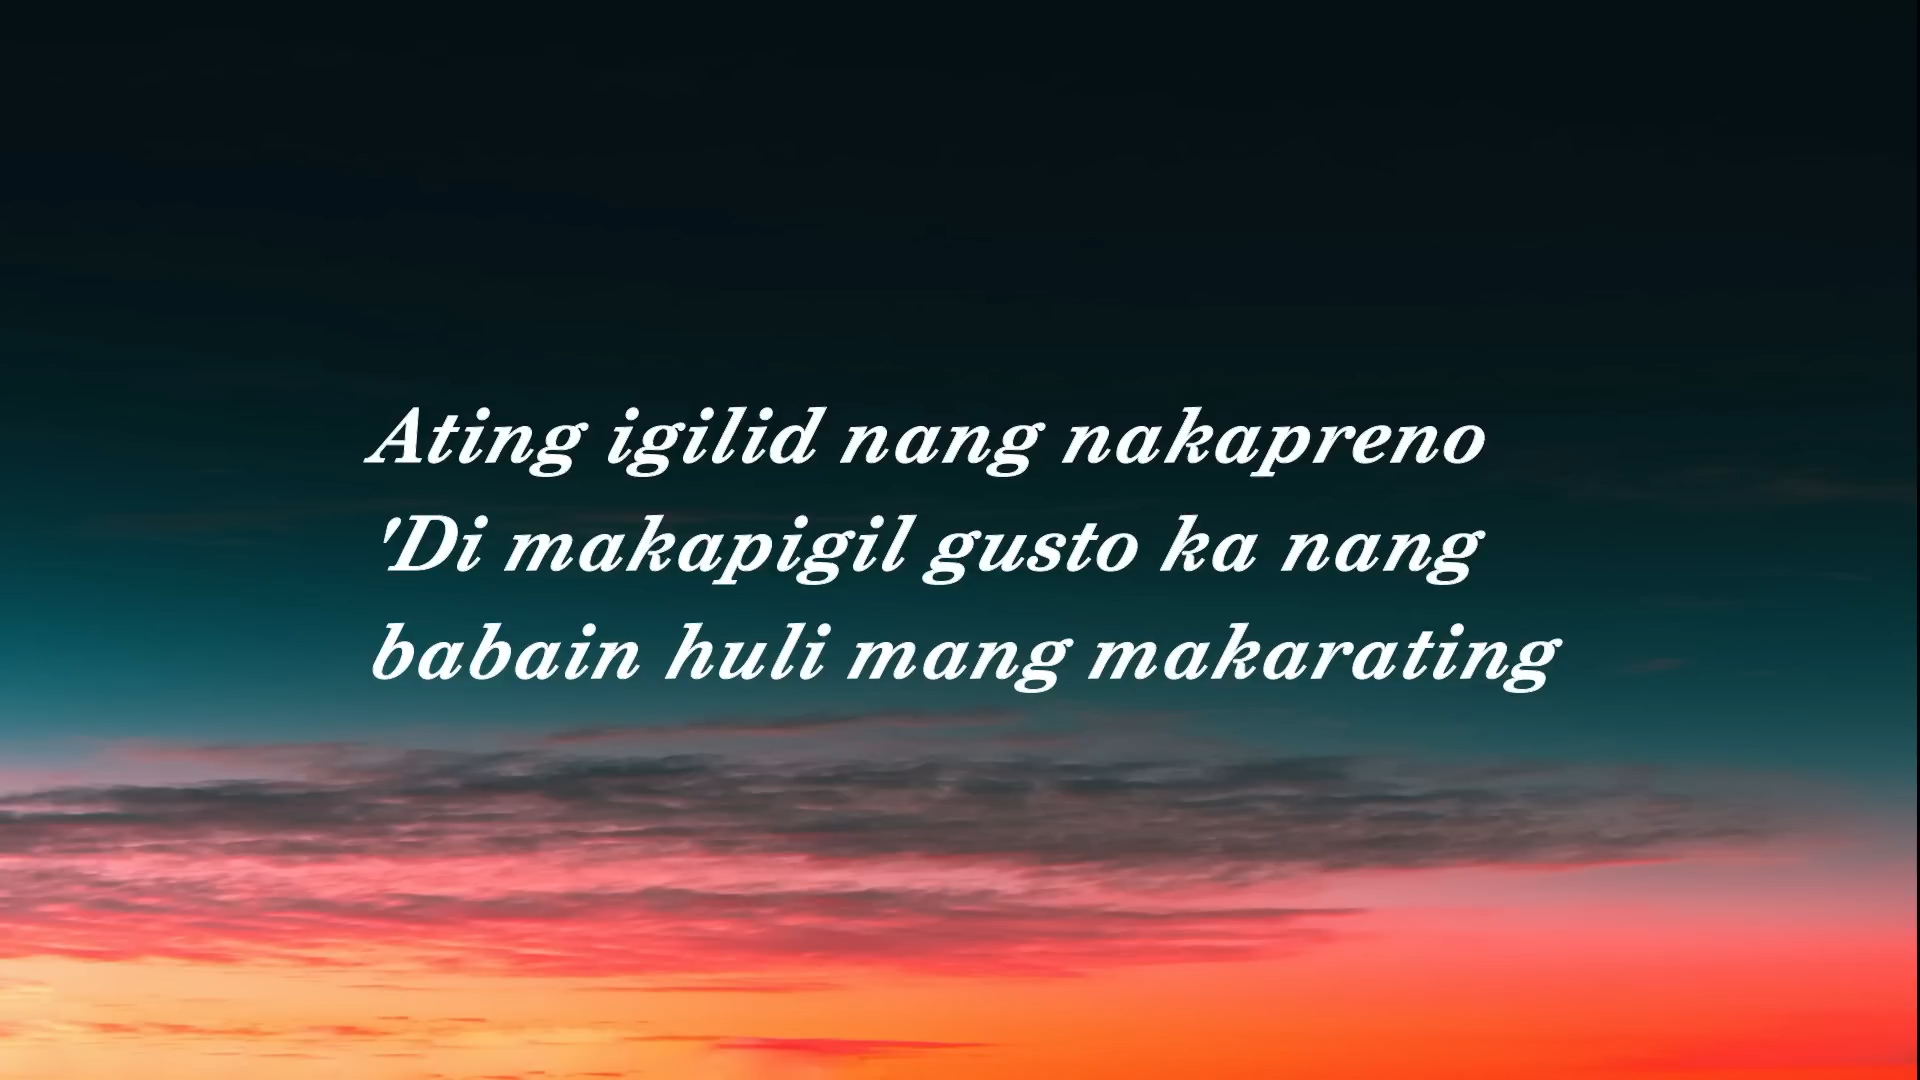 Ating igilid nang nakapreno
'Di makapigil gusto ka nang
babain huli mang makarating